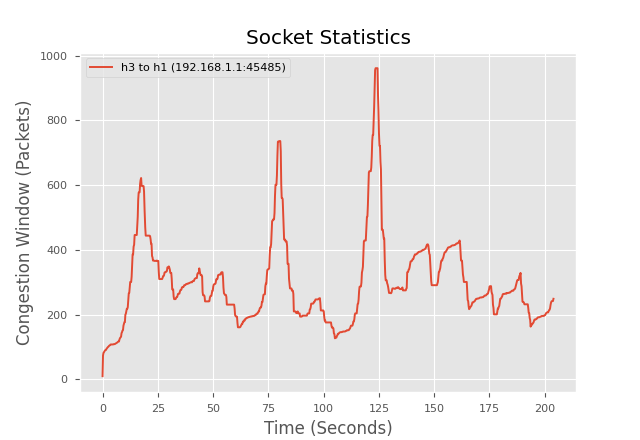 Socket Statistics
h3 to h1 (192.168.1.1:45485)
Congestion Window (Packets)
1000
800
600
400
200
0
0 25 50 75 100 125 150 175 200
Time (Seconds)